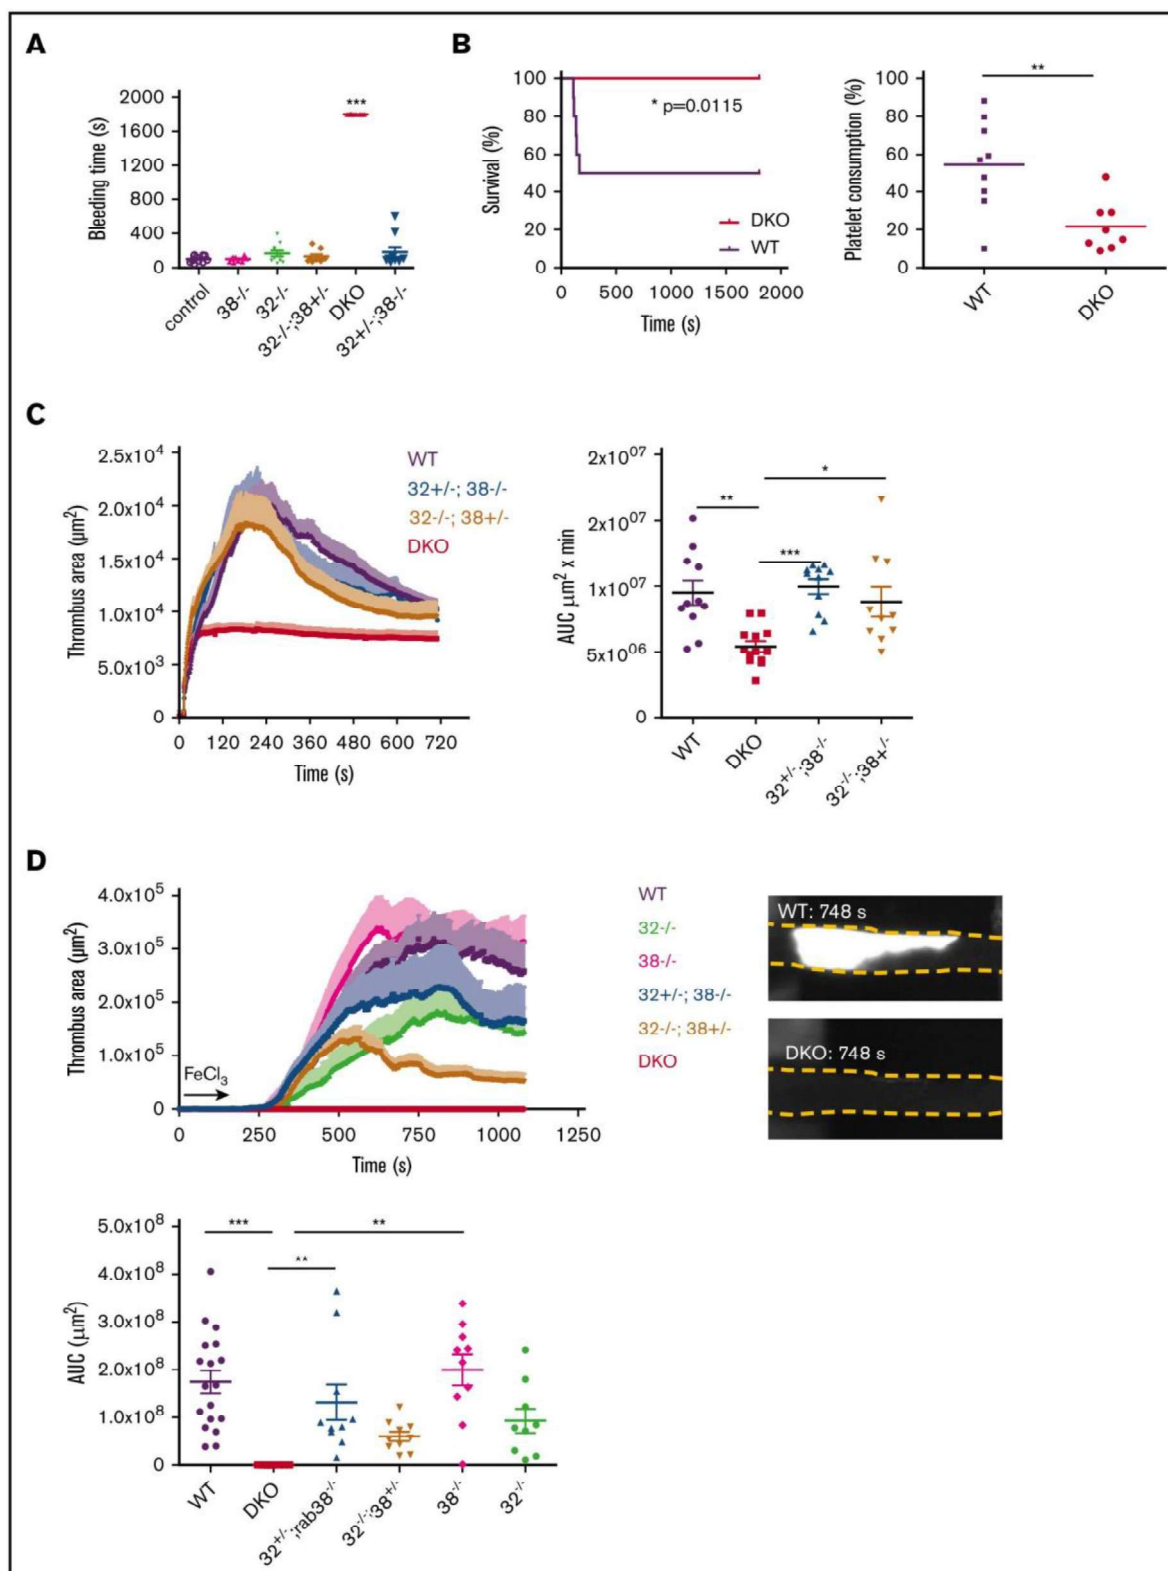 A
Bleeding time (s)
2000
1600
1200
800
400
0
***
control
38-/-
32-/-
32-/-;38+/-
DKO
32+/-;38-/-
B
Survival (%)
100
80
60
40
20
0
* p=0.0115
DKO
WT
0 500 1000 1500 2000
Time (s)
Platelet consumption (%)
100
80
60
40
20
0
**
WT
DKO
C
Thrombus area (µm²)
2.5x10⁴
2.0x10⁴
1.5x10⁴
1.0x10⁴
5.0x10³
0
WT
32+/-; 38-/-
32-/-; 38+/-
DKO
0 120 240 360 480 600 720
Time (s)
AUC µm² x min
2x10⁰⁷
2x10⁰⁷
1x10⁰⁷
5x10⁰⁶
0
**
*
***
WT
DKO
32⁺/⁻;38⁻/⁻
32⁻/⁻;38⁺/⁻
D
Thrombus area (µm²)
4.0x10⁵
3.0x10⁵
2.0x10⁵
1.0x10⁵
0
FeCl₃
0 250 500 750 1000 1250
Time (s)
WT
32-/-
38-/-
32+/-; 38-/-
32-/-; 38+/-
DKO
WT: 748 s
DKO: 748 s
AUC (µm²)
5.0x10⁸
4.0x10⁸
3.0x10⁸
2.0x10⁸
1.0x10⁸
0
***
**
**
WT
DKO
32⁺/⁻;rab38⁻/⁻
32⁻/⁻;38⁺/⁻
38⁻/⁻
32⁻/⁻